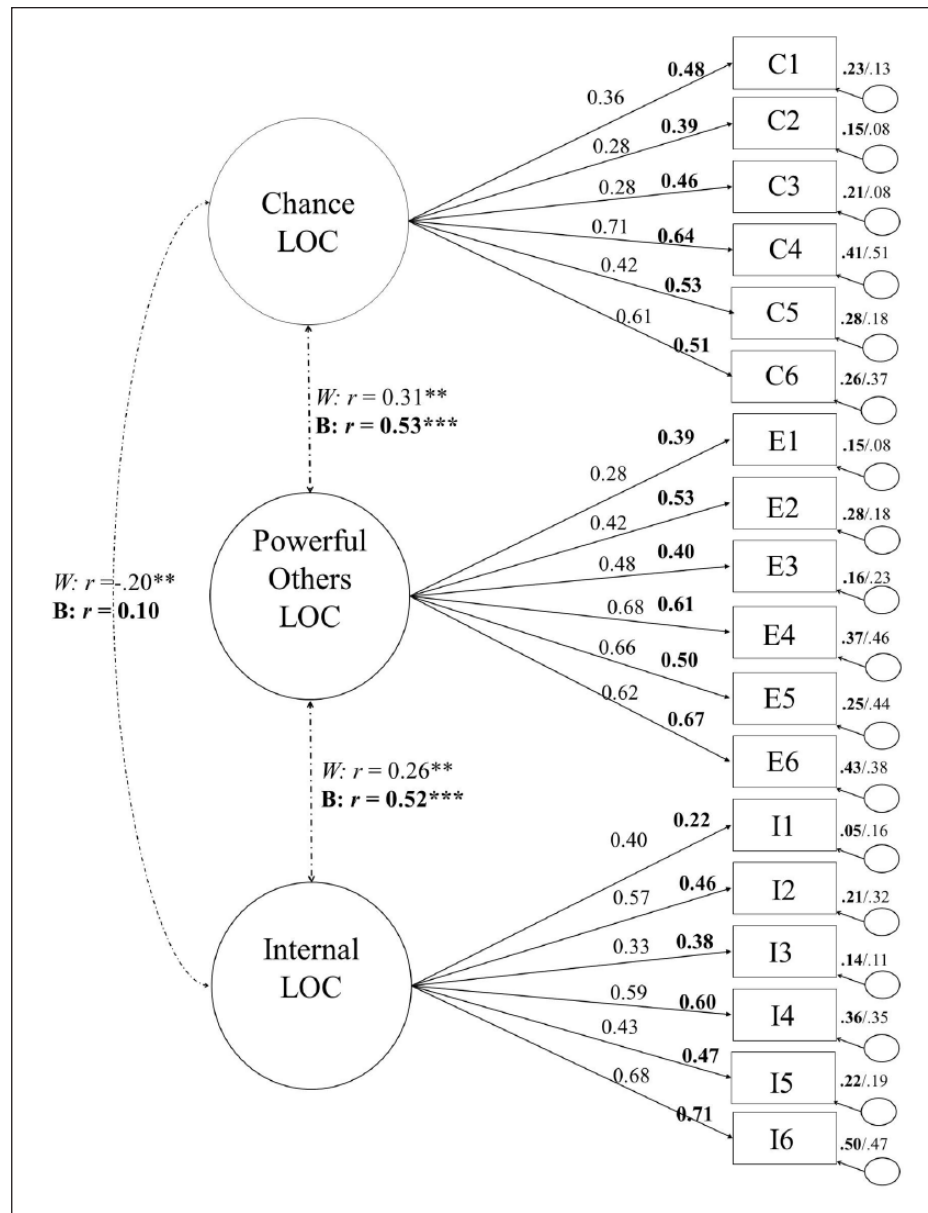 Chance
LOC
0.36 0.48 C1 .23/.13
0.28 0.39 C2 .15/.08
0.28 0.46 C3 .21/.08
0.71 0.64 C4 .41/.51
0.42 0.53 C5 .28/.18
0.61 0.51 C6 .26/.37
W: r = 0.31**
B: r = 0.53***
Powerful
Others
LOC
0.28 0.39 E1 .15/.08
0.42 0.53 E2 .28/.18
0.48 0.40 E3 .16/.23
0.68 0.61 E4 .37/.46
0.66 0.50 E5 .25/.44
0.62 0.67 E6 .43/.38
W: r =-.20**
B: r = 0.10
W: r = 0.26**
B: r = 0.52***
Internal
LOC
0.40 0.22 I1 .05/.16
0.57 0.46 I2 .21/.32
0.33 0.38 I3 .14/.11
0.59 0.60 I4 .36/.35
0.43 0.47 I5 .22/.19
0.68 0.71 I6 .50/.47